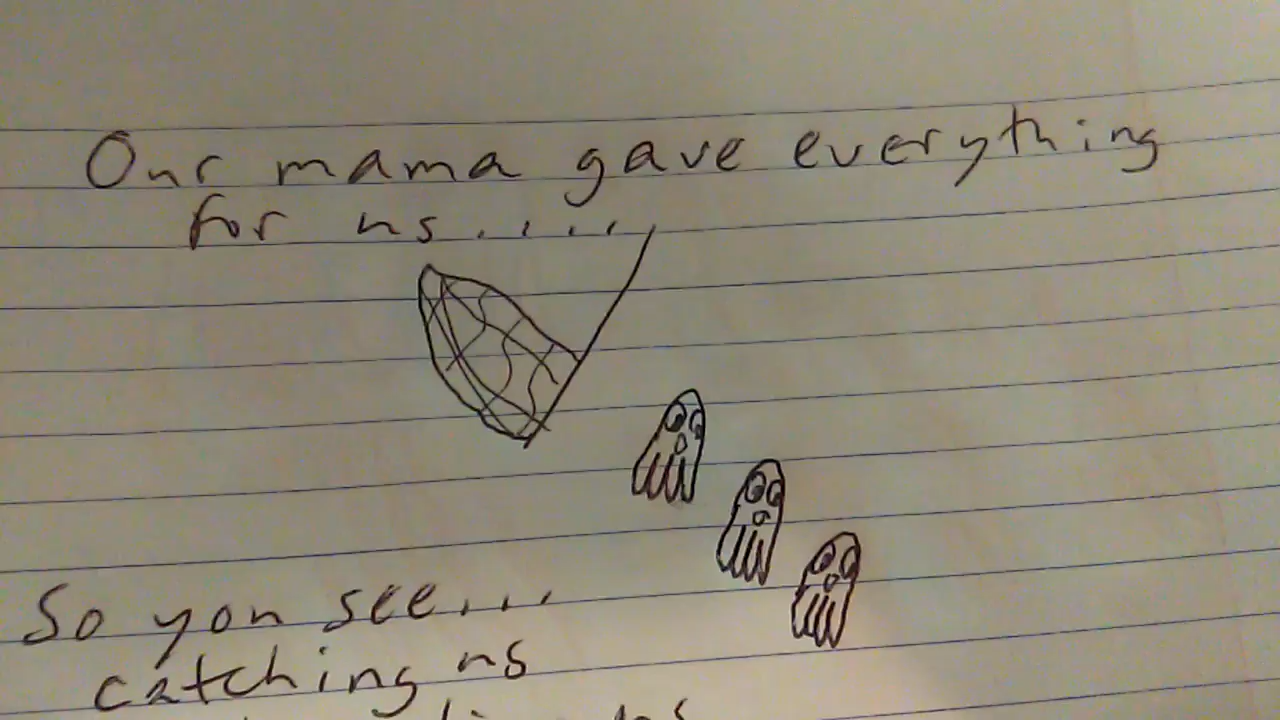 Our mama gave everything
for us.....
So you see...
catching us